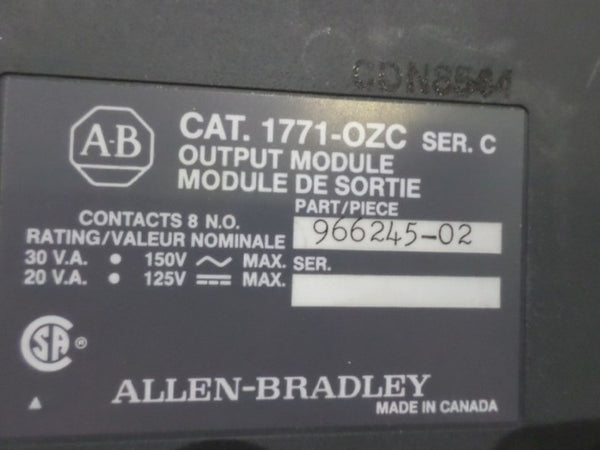 CDN8564
A-B
CAT. 1771-OZC SER. C
OUTPUT MODULE
MODULE DE SORTIE
PART/PIECE
CONTACTS 8 N.O.
966245-02
RATING/VALEUR NOMINALE
30 V.A. • 150V ~ MAX. SER.
20 V.A. • 125V ⎓ MAX.
SA ®
ALLEN-BRADLEY
MADE IN CANADA